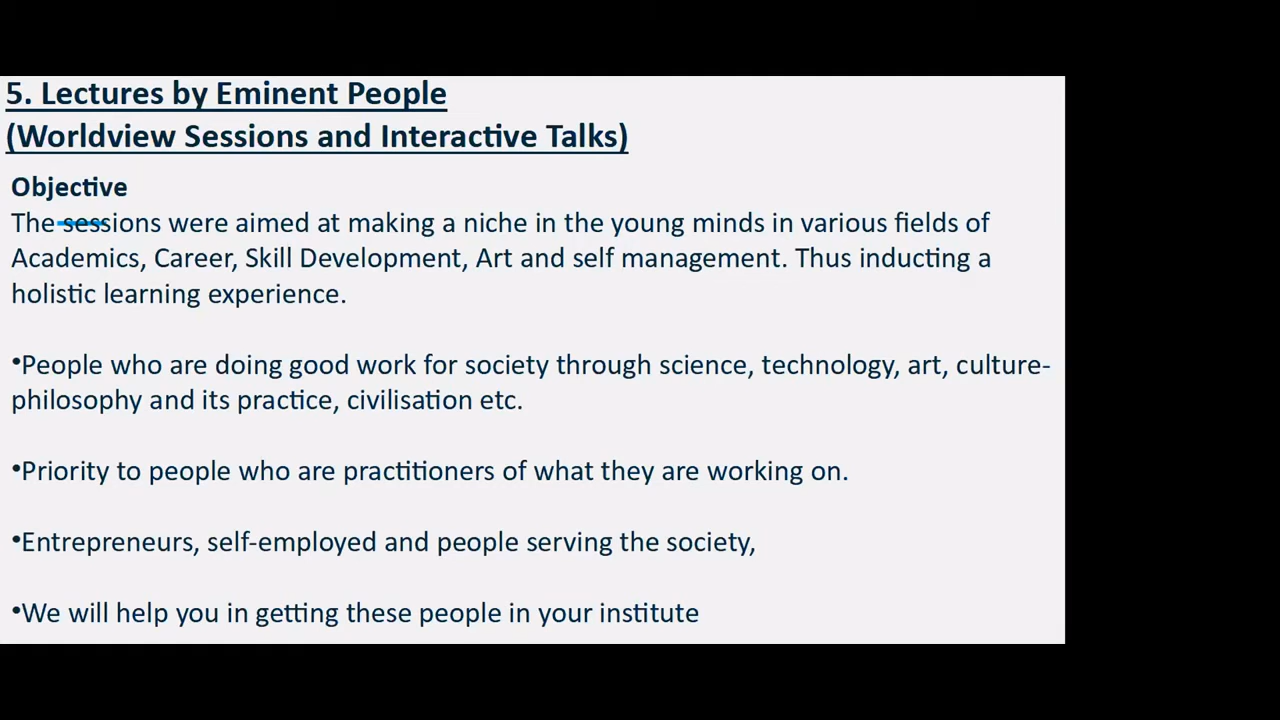 5. Lectures by Eminent People
(Worldview Sessions and Interactive Talks)
Objective
The sessions were aimed at making a niche in the young minds in various fields of
Academics, Career, Skill Development, Art and self management. Thus inducting a
holistic learning experience.
•People who are doing good work for society through science, technology, art, culture-
philosophy and its practice, civilisation etc.
•Priority to people who are practitioners of what they are working on.
•Entrepreneurs, self-employed and people serving the society,
•We will help you in getting these people in your institute